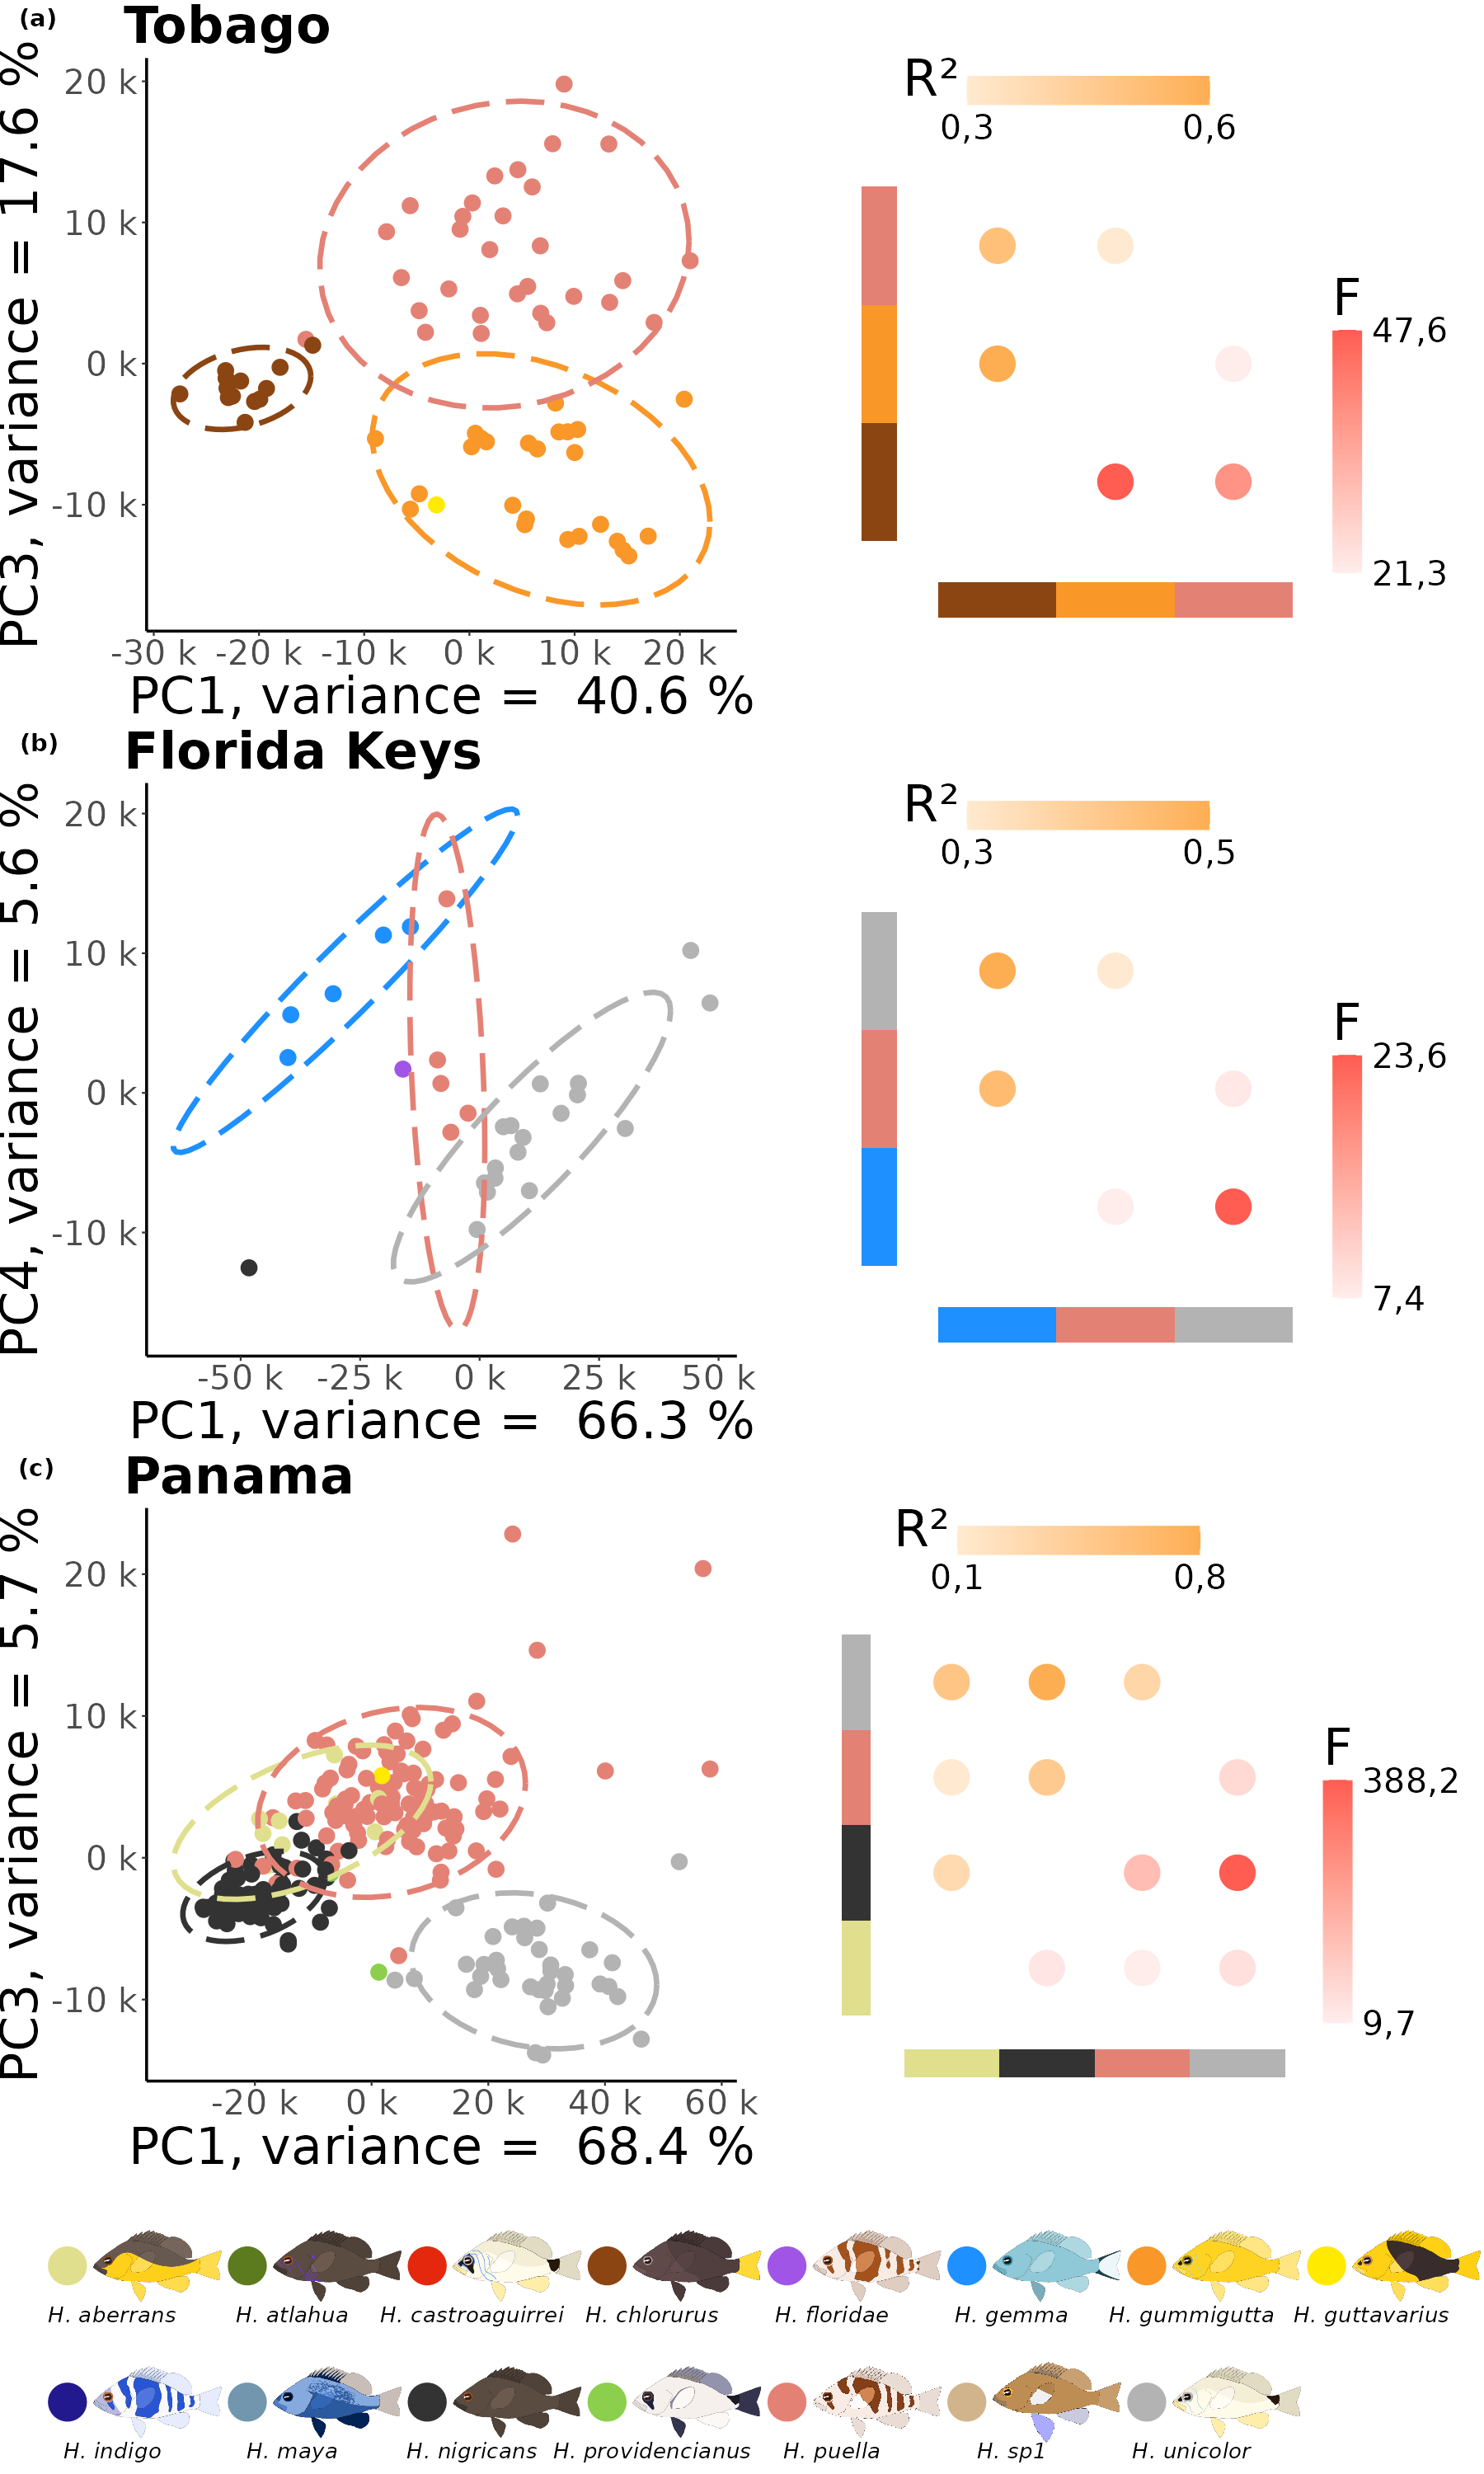 (a)
Tobago
PC3, variance = 17.6 %
20 k
10 k
0 k
-10 k
-30 k -20 k -10 k 0 k 10 k 20 k
PC1, variance = 40.6 %
R²
0,3 0,6
F
47,6
21,3
(b)
Florida Keys
PC4, variance = 5.6 %
20 k
10 k
0 k
-10 k
-50 k -25 k 0 k 25 k 50 k
PC1, variance = 66.3 %
R²
0,3 0,5
F
23,6
7,4
(c)
Panama
PC3, variance = 5.7 %
20 k
10 k
0 k
-10 k
-20 k 0 k 20 k 40 k 60 k
PC1, variance = 68.4 %
R²
0,1 0,8
F
388,2
9,7
H. aberrans H. atlahua H. castroaguirrei H. chlorurus H. floridae H. gemma H. gummigutta H. guttavarius
H. indigo H. maya H. nigricans H. providencianus H. puella H. sp1 H. unicolor